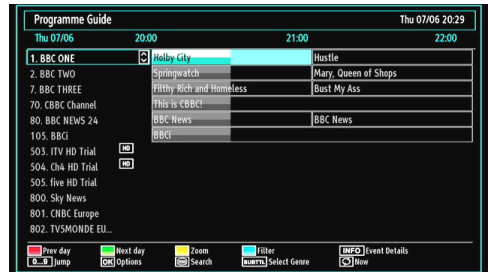 Programme Guide Thu 07/06 20:29
Thu 07/06 20:00 21:00 22:00
1. BBC ONE Holby City Hustle
2. BBC TWO Springwatch Mary, Queen of Shops
7. BBC THREE Filthy Rich and Homeless Bust My Ass
70. CBBC Channel This is CBBC!
80. BBC NEWS 24 BBC News BBC News
105. BBCi BBCi
503. ITV HD Trial HD
504. Ch4 HD Trial HD
505. five HD Trial
800. Sky News
801. CNBC Europe
802. TV5MONDE EU...
Prev day Next day Zoom Filter INFO Event Details
0...9 Jump OK Options Search SUBTTL Select Genre Now